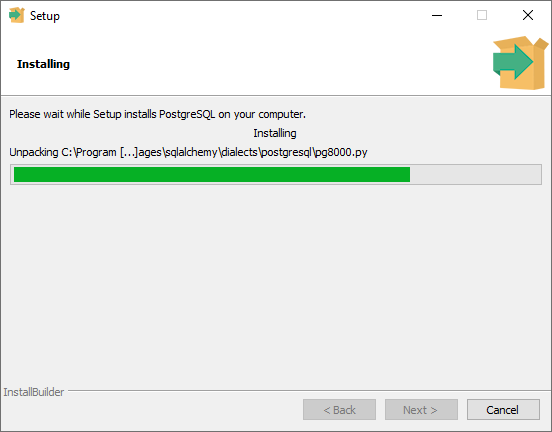 Setup
Installing
Please wait while Setup installs PostgreSQL on your computer.
Installing
Unpacking C:\Program [...]ages\sqlalchemy\dialects\postgresql\pg8000.py
InstallBuilder
< Back
Next >
Cancel